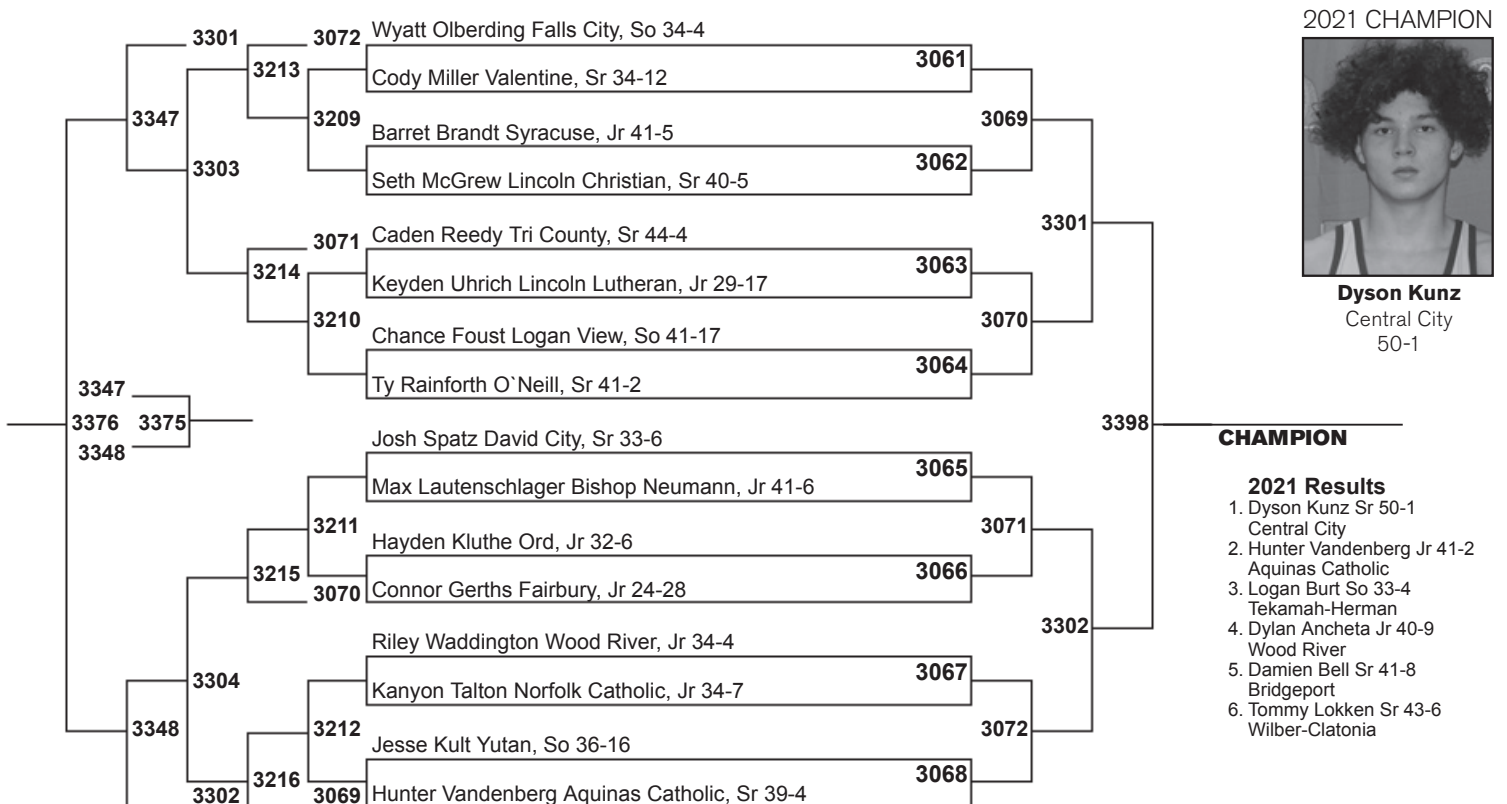 2021 CHAMPION
Dyson Kunz
Central City
50-1
3301
3072
Wyatt Olberding Falls City, So 34-4
3061
3213
Cody Miller Valentine, Sr 34-12
3347
3209
3069
Barret Brandt Syracuse, Jr 41-5
3062
3303
Seth McGrew Lincoln Christian, Sr 40-5
3301
3071
Caden Reedy Tri County, Sr 44-4
3063
3214
Keyden Uhrich Lincoln Lutheran, Jr 29-17
3210
3070
Chance Foust Logan View, So 41-17
3064
Ty Rainforth O`Neill, Sr 41-2
3347
3376
3375
3348
3398
CHAMPION
Josh Spatz David City, Sr 33-6
3065
Max Lautenschlager Bishop Neumann, Jr 41-6
3211
3071
Hayden Kluthe Ord, Jr 32-6
3066
3215
3070
Connor Gerths Fairbury, Jr 24-28
3302
Riley Waddington Wood River, Jr 34-4
3067
3304
Kanyon Talton Norfolk Catholic, Jr 34-7
3348
3212
3072
Jesse Kult Yutan, So 36-16
3068
3216
3302
3069
Hunter Vandenberg Aquinas Catholic, Sr 39-4
2021 Results
1. Dyson Kunz Sr 50-1
Central City
2. Hunter Vandenberg Jr 41-2
Aquinas Catholic
3. Logan Burt So 33-4
Tekamah-Herman
4. Dylan Ancheta Jr 40-9
Wood River
5. Damien Bell Sr 41-8
Bridgeport
6. Tommy Lokken Sr 43-6
Wilber-Clatonia